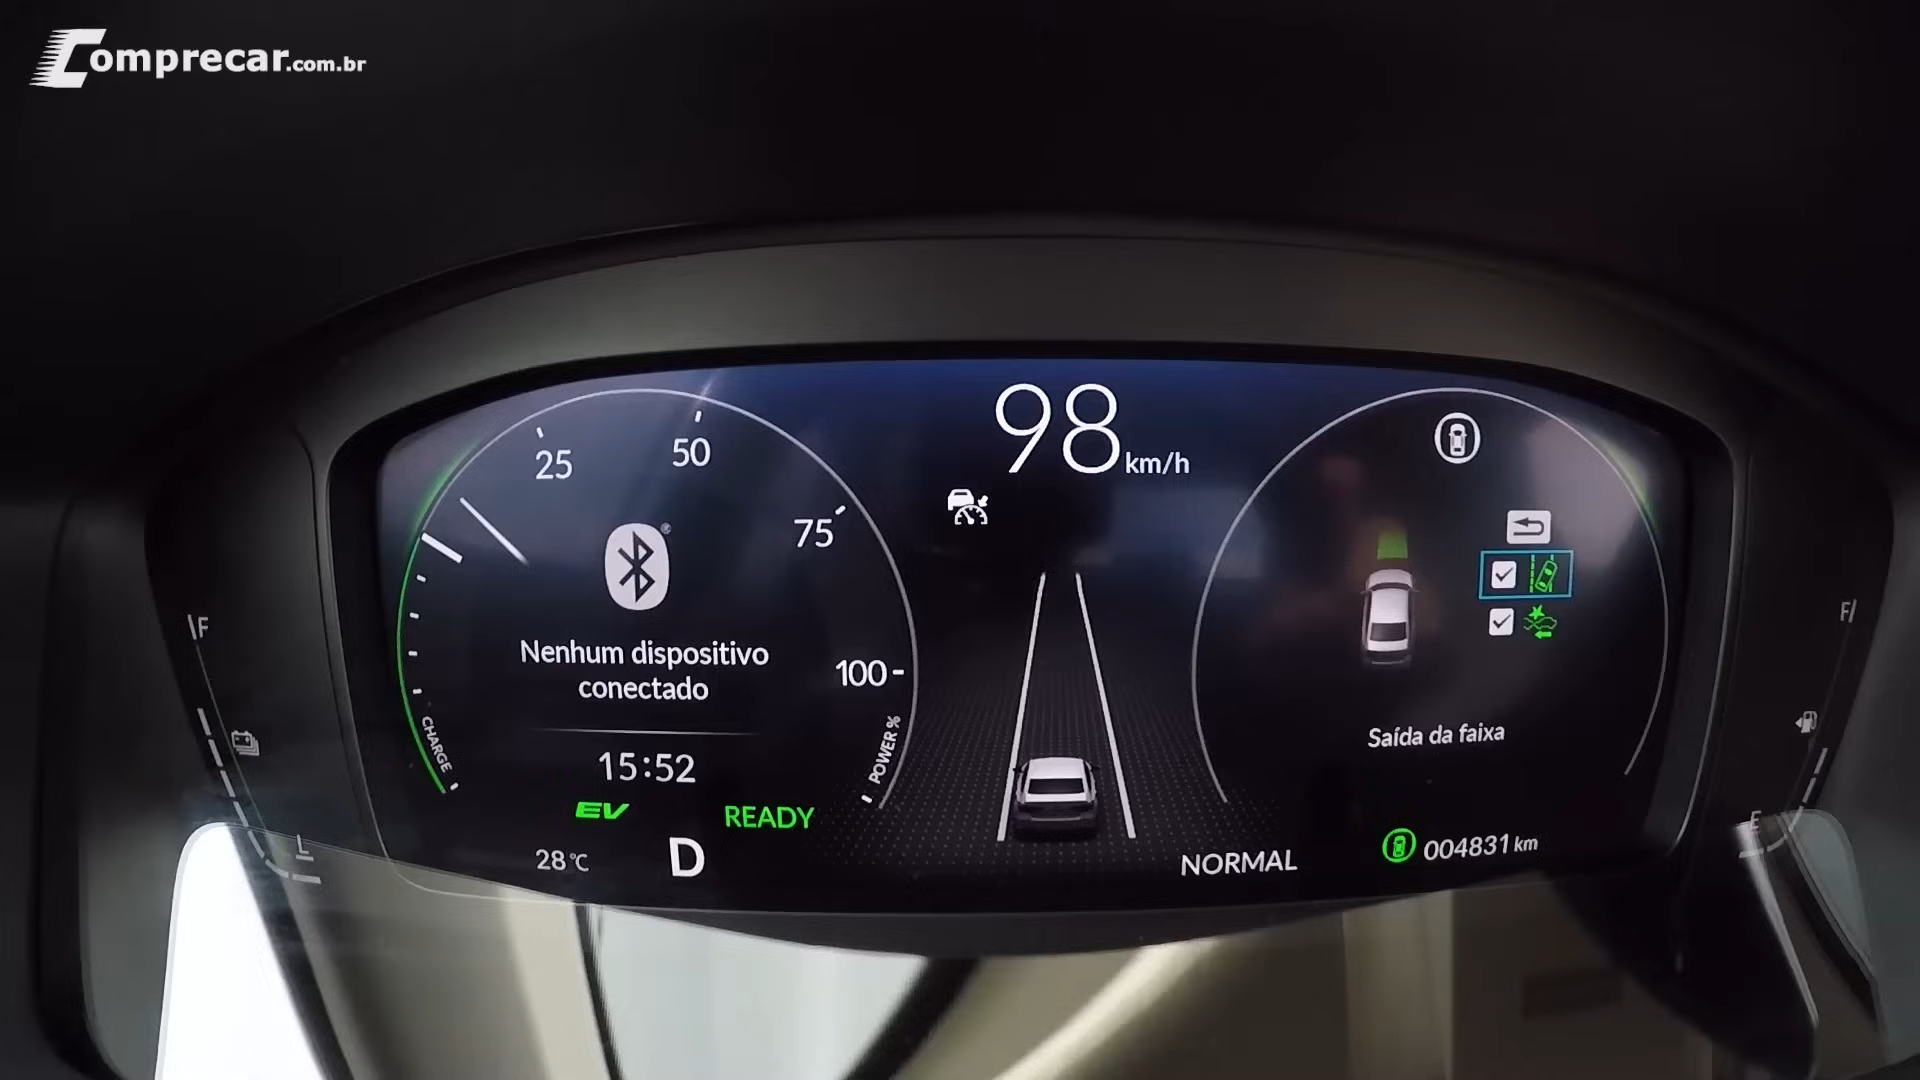 Comprecar.com.br
98 km/h
25
50
75
100
Nenhum dispositivo
conectado
CHARGE
POWER %
15:52
EV
READY
28°C
D
NORMAL
Saída da faixa
004831 km
F
L
F
E